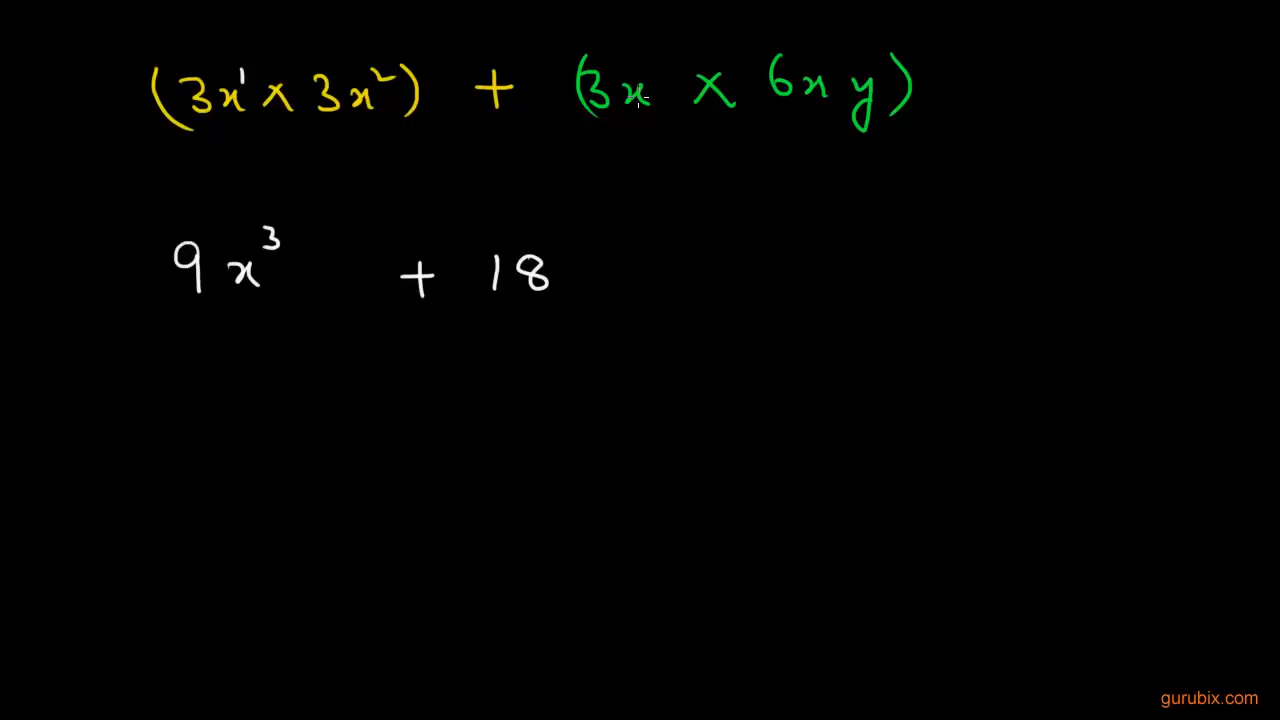 (3x¹ × 3x²) + (3x × 6xy)
9x³ + 18
gurubix.com